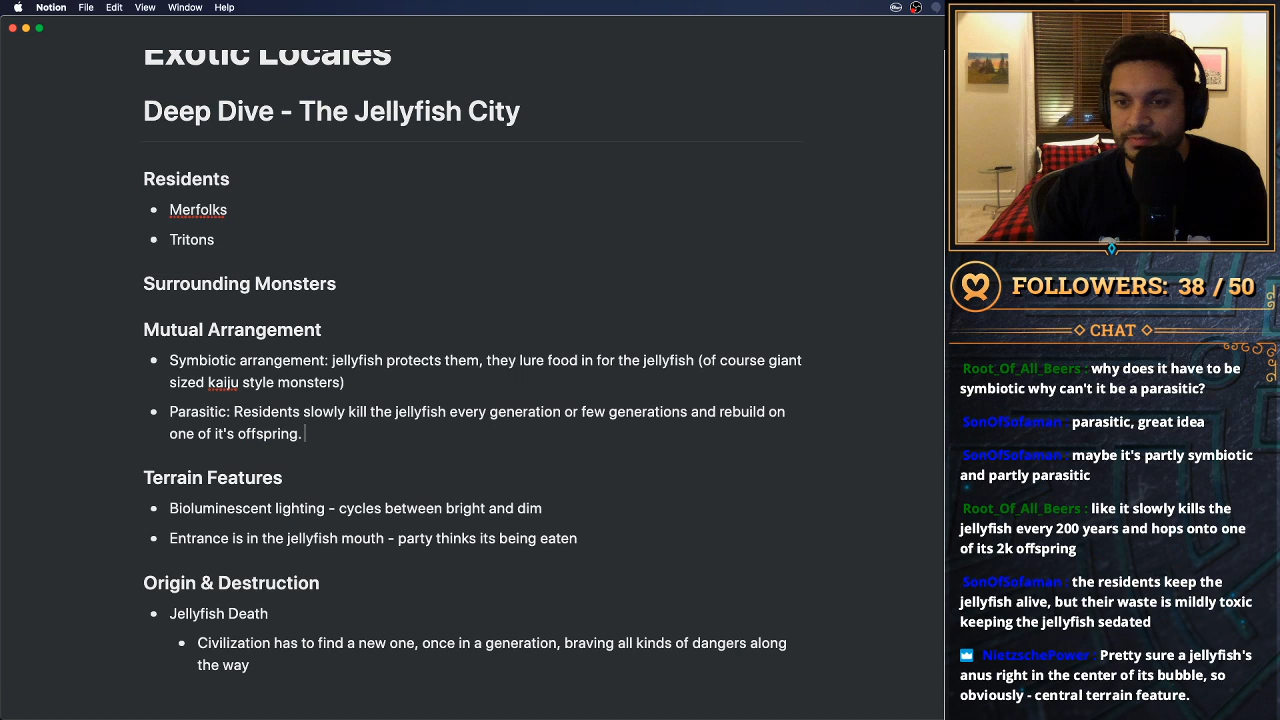 Notion File Edit View Window Help
Exotic Locales
Deep Dive - The Jellyfish City
Residents
Merfolks
Tritons
Surrounding Monsters
Mutual Arrangement
Symbiotic arrangement: jellyfish protects them, they lure food in for the jellyfish (of course giant
sized kaiju style monsters)
Parasitic: Residents slowly kill the jellyfish every generation or few generations and rebuild on
one of it's offspring.
Terrain Features
Bioluminescent lighting - cycles between bright and dim
Entrance is in the jellyfish mouth - party thinks its being eaten
Origin & Destruction
Jellyfish Death
Civilization has to find a new one, once in a generation, braving all kinds of dangers along
the way
FOLLOWERS: 38 / 50
CHAT
Root_Of_All_Beers : why does it have to be
symbiotic why can't it be a parasitic?
SonOfSofaman : parasitic, great idea
SonOfSofaman : maybe it's partly symbiotic
and partly parasitic
Root_Of_All_Beers : like it slowly kills the
jellyfish every 200 years and hops onto one
of its 2k offspring
SonOfSofaman : the residents keep the
jellyfish alive, but their waste is mildly toxic
keeping the jellyfish sedated
NietzschePower : Pretty sure a jellyfish's
anus right in the center of its bubble, so
obviously - central terrain feature.